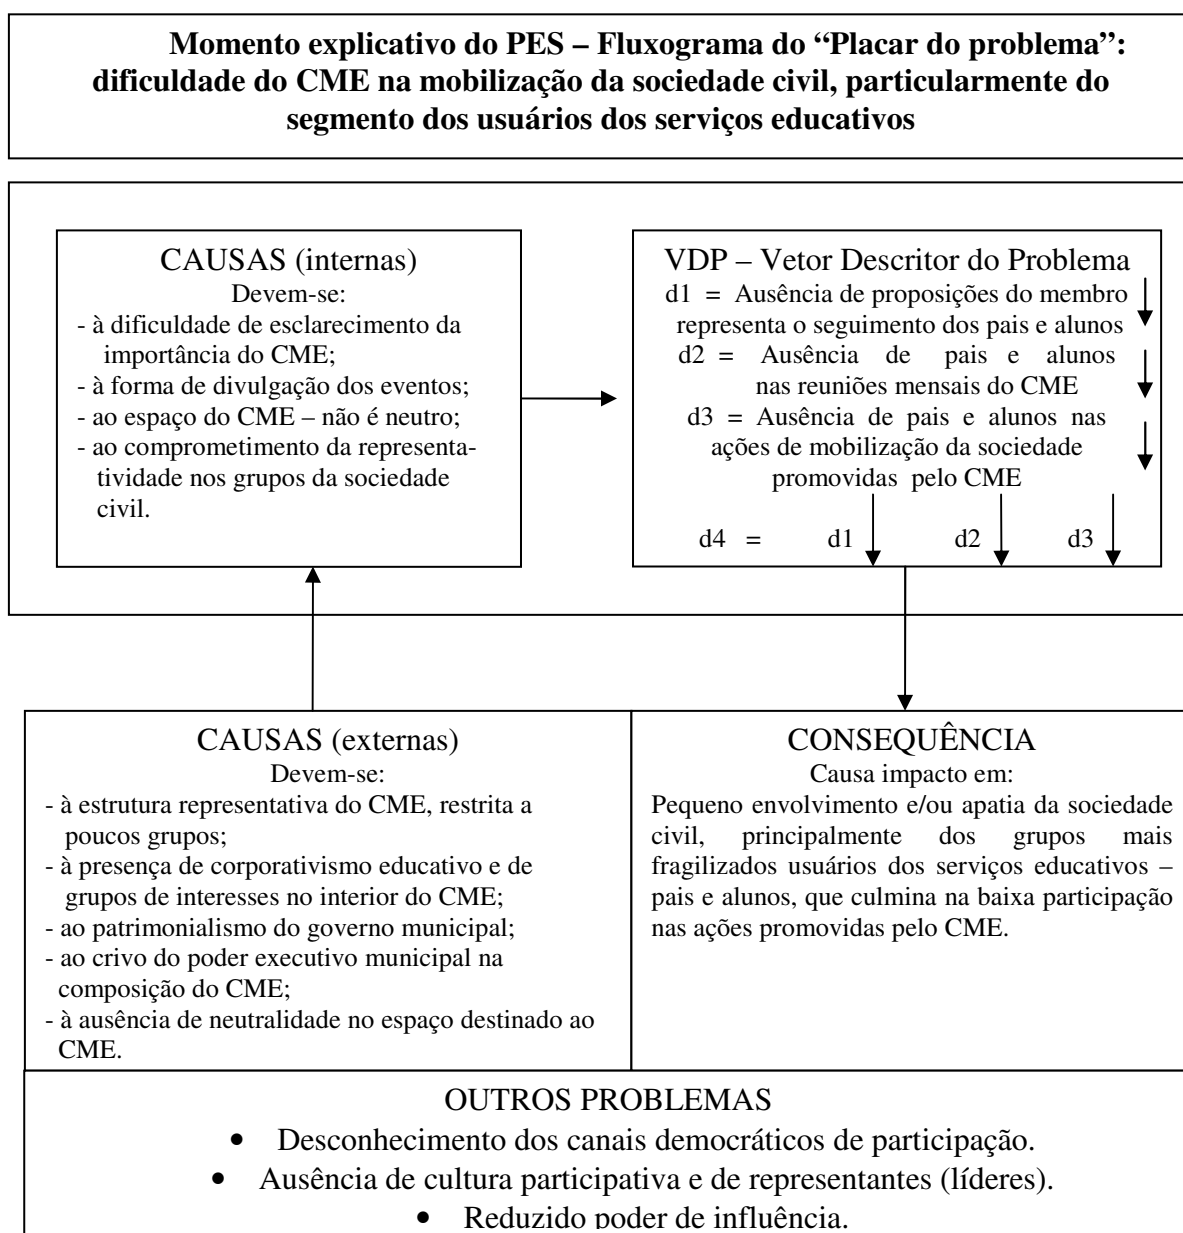 Momento explicativo do PES – Fluxograma do “Placar do problema”:
dificuldade do CME na mobilização da sociedade civil, particularmente do
segmento dos usuários dos serviços educativos
CAUSAS (internas)
Devem-se:
- à dificuldade de esclarecimento da
importância do CME;
- à forma de divulgação dos eventos;
- ao espaço do CME – não é neutro;
- ao comprometimento da representa-
tividade nos grupos da sociedade
civil.
VDP – Vetor Descritor do Problema
d1 = Ausência de proposições do membro
representa o seguimento dos pais e alunos
d2 = Ausência de pais e alunos
nas reuniões mensais do CME
d3 = Ausência de pais e alunos nas
ações de mobilização da sociedade
promovidas pelo CME
d4 = d1 d2 d3
CAUSAS (externas)
Devem-se:
- à estrutura representativa do CME, restrita a
poucos grupos;
- à presença de corporativismo educativo e de
grupos de interesses no interior do CME;
- ao patrimonialismo do governo municipal;
- ao crivo do poder executivo municipal na
composição do CME;
- à ausência de neutralidade no espaço destinado ao
CME.
CONSEQUÊNCIA
Causa impacto em:
Pequeno envolvimento e/ou apatia da sociedade
civil, principalmente dos grupos mais
fragilizados usuários dos serviços educativos –
pais e alunos, que culmina na baixa participação
nas ações promovidas pelo CME.
OUTROS PROBLEMAS
• Desconhecimento dos canais democráticos de participação.
• Ausência de cultura participativa e de representantes (líderes).
• Reduzido poder de influência.